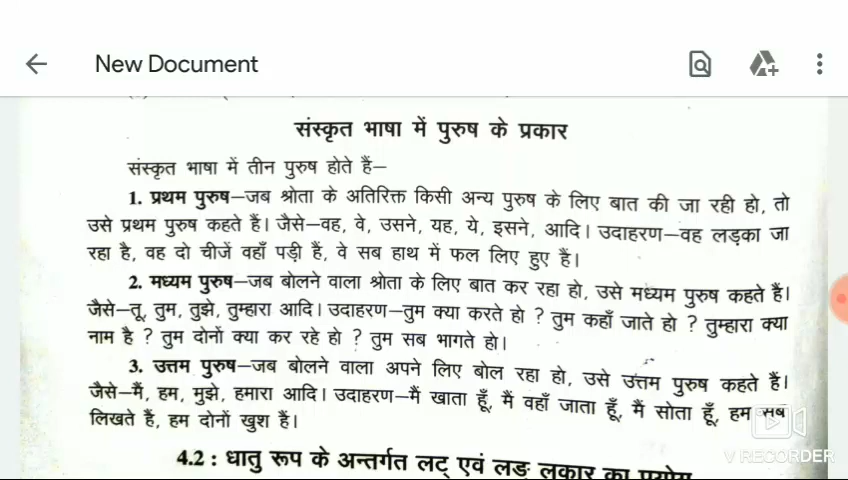 New Document
संस्कृत भाषा में पुरुष के प्रकार
संस्कृत भाषा में तीन पुरुष होते हैं–
1. प्रथम पुरुष–जब श्रोता के अतिरिक्त किसी अन्य पुरुष के लिए बात की जा रही हो, तो
उसे प्रथम पुरुष कहते हैं। जैसे–वह, वे, उसने, यह, ये, इसने, आदि। उदाहरण–वह लड़का जा
रहा है, वह दो चीजें वहाँ पड़ी हैं, वे सब हाथ में फल लिए हुए हैं।
2. मध्यम पुरुष–जब बोलने वाला श्रोता के लिए बात कर रहा हो, उसे मध्यम पुरुष कहते हैं।
जैसे–तू, तुम, तुझे, तुम्हारा आदि। उदाहरण–तुम क्या करते हो ? तुम कहाँ जाते हो ? तुम्हारा क्या
नाम है ? तुम दोनों क्या कर रहे हो ? तुम सब भागते हो।
3. उत्तम पुरुष–जब बोलने वाला अपने लिए बोल रहा हो, उसे उत्तम पुरुष कहते हैं।
जैसे–मैं, हम, मुझे, हमारा आदि। उदाहरण–मैं खाता हूँ, मैं वहाँ जाता हूँ, मैं सोता हूँ, हम सब
लिखते हैं, हम दोनों खुश हैं।
4.2 : धातु रूप के अन्तर्गत लट् एवं लङ् लकार का प्रयोग
V RECORDER